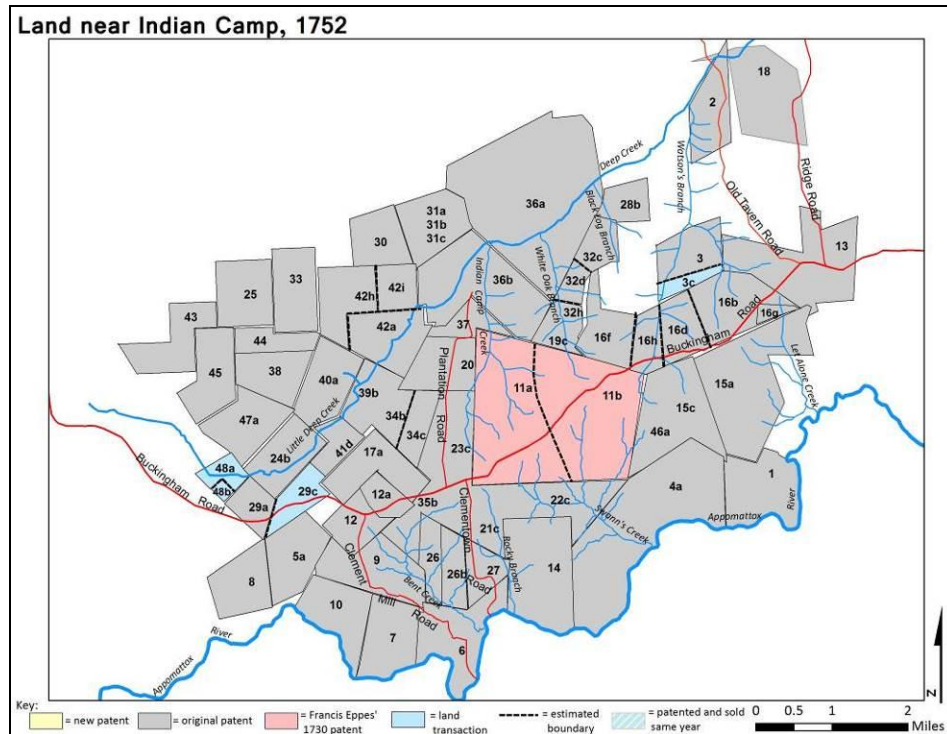 Land near Indian Camp, 1752
18
2
Deep Creek
Watson's Branch
Old Tavern Road
Ridge Road
36a
Black Log Branch
28b
31a
31b
31c
30
13
3
3c
32c
32d
32h
White Oak Branch
36b
Indian Camp
Creek
33
25
42h
42i
42a
43
44
45
38
40a
37
20
19c
16f
16h
16d
16b
16g
Buckingham Road
Let Alone Creek
11a
11b
15a
15c
46a
Plantation Road
39b
34b
34c
23c
47a
Little Deep Creek
24b
41d
17a
12a
48a
48b
29a
29c
Buckingham Road
35b
Clementown Road
22c
21c
Swann's Creek
4a
1
Appomattox River
12
Clement Mill Road
9
26
26b
27
Rocky Branch
14
5a
8
Bent Creek
10
7
6
Appomattox River
N
Key:
= new patent
= original patent
= Francis Eppes'
1730 patent
= land
transaction
= estimated
boundary
= patented and sold
same year
0 0.5 1 2
Miles